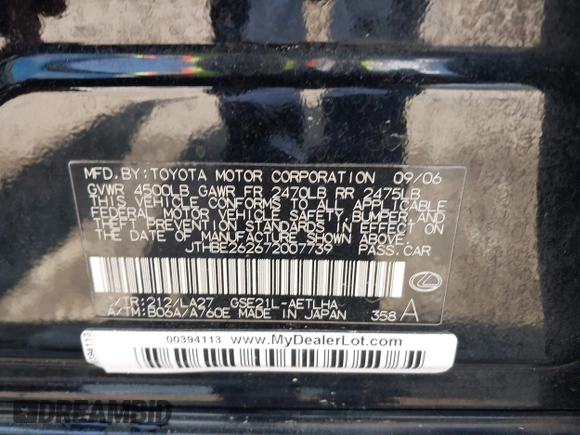 MFD.BY:TOYOTA MOTOR CORPORATION 09/06
GVWR 4500LB GAWR FR 2470LB RR 2475LB
THIS VEHICLE CONFORMS TO ALL APPLICABLE
FEDERAL MOTOR VEHICLE SAFETY,BUMPER,AND
THEFT PREVENTION STANDARDS IN EFFECT ON
THE DATE OF MANUFACTURE SHOWN ABOVE.
JTHBE262672007739 PASS.CAR
/TR:212/LA27 GSE21L-AETLHA
A/TM:B06A/A760E MADE IN JAPAN 358 A
00394113 www.MyDealerLot.com
94113
DREAMBID